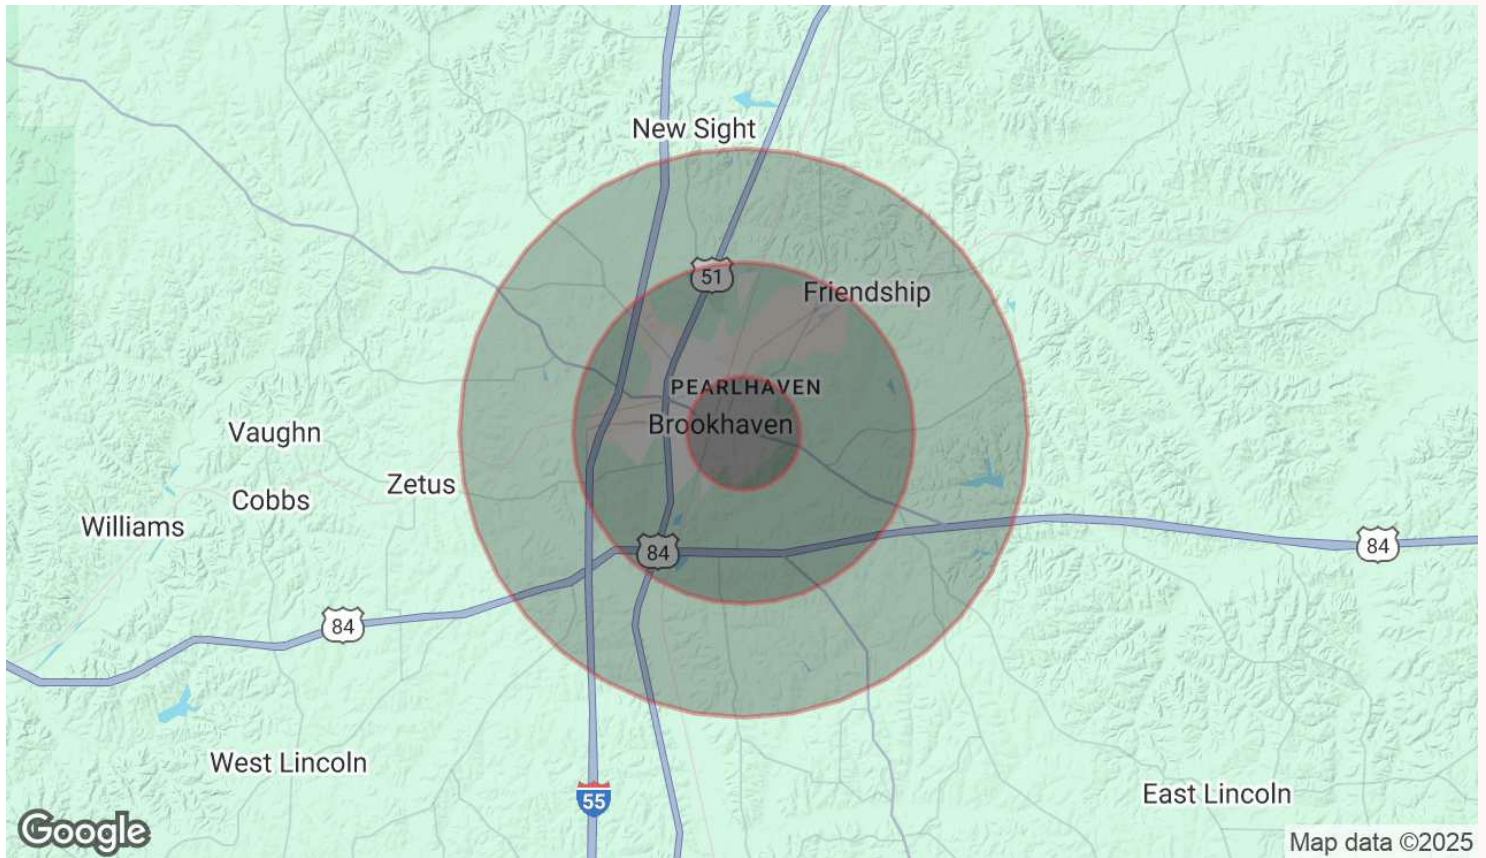 New Sight
51
Friendship
PEARLHAVEN
Brookhaven
Vaughn
Zetus
Cobbs
Williams
84
84
84
West Lincoln
55
East Lincoln
Google
Map data ©2025